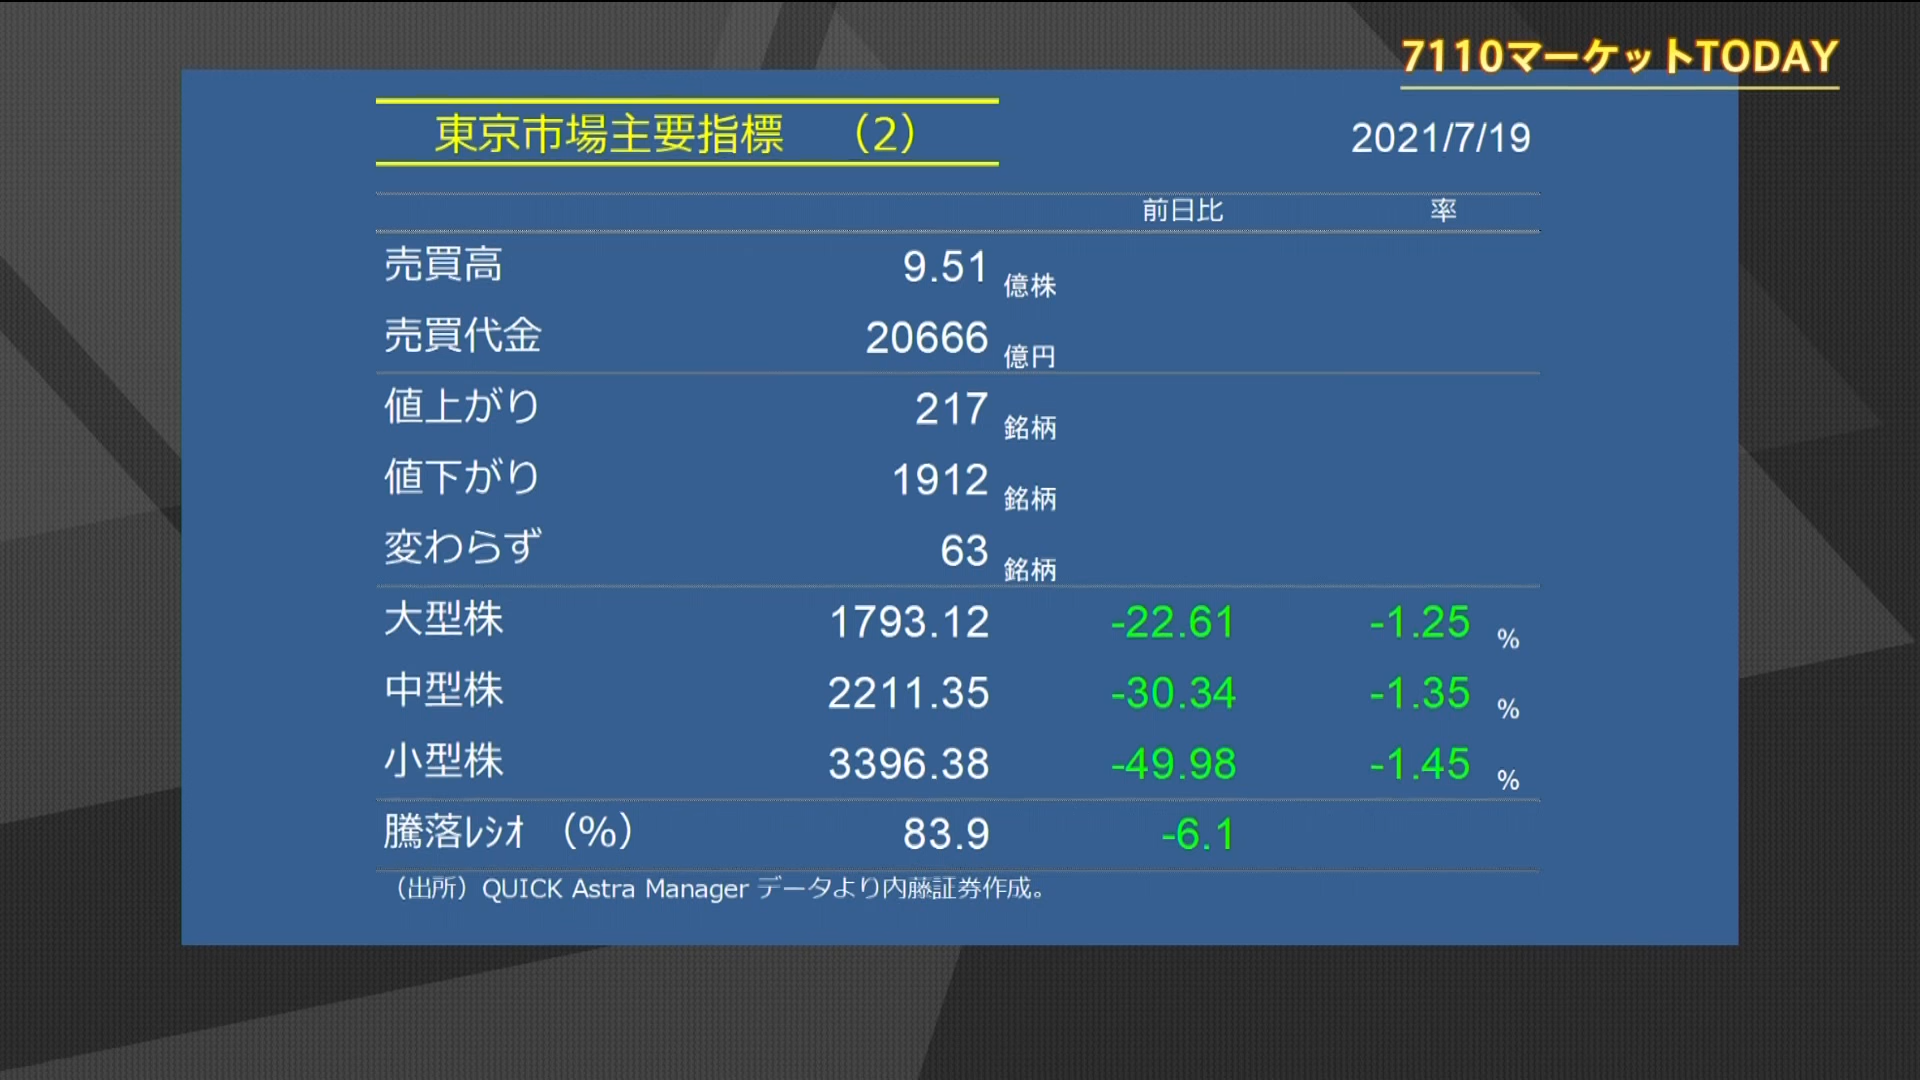 7110マーケットTODAY
東京市場主要指標 （2）
2021/7/19
前日比 率
売買高 9.51 億株
売買代金 20666 億円
値上がり 217 銘柄
値下がり 1912 銘柄
変わらず 63 銘柄
大型株 1793.12 -22.61 -1.25 %
中型株 2211.35 -30.34 -1.35 %
小型株 3396.38 -49.98 -1.45 %
騰落ﾚｼｵ （%） 83.9 -6.1
（出所）QUICK Astra Manager データより内藤証券作成。